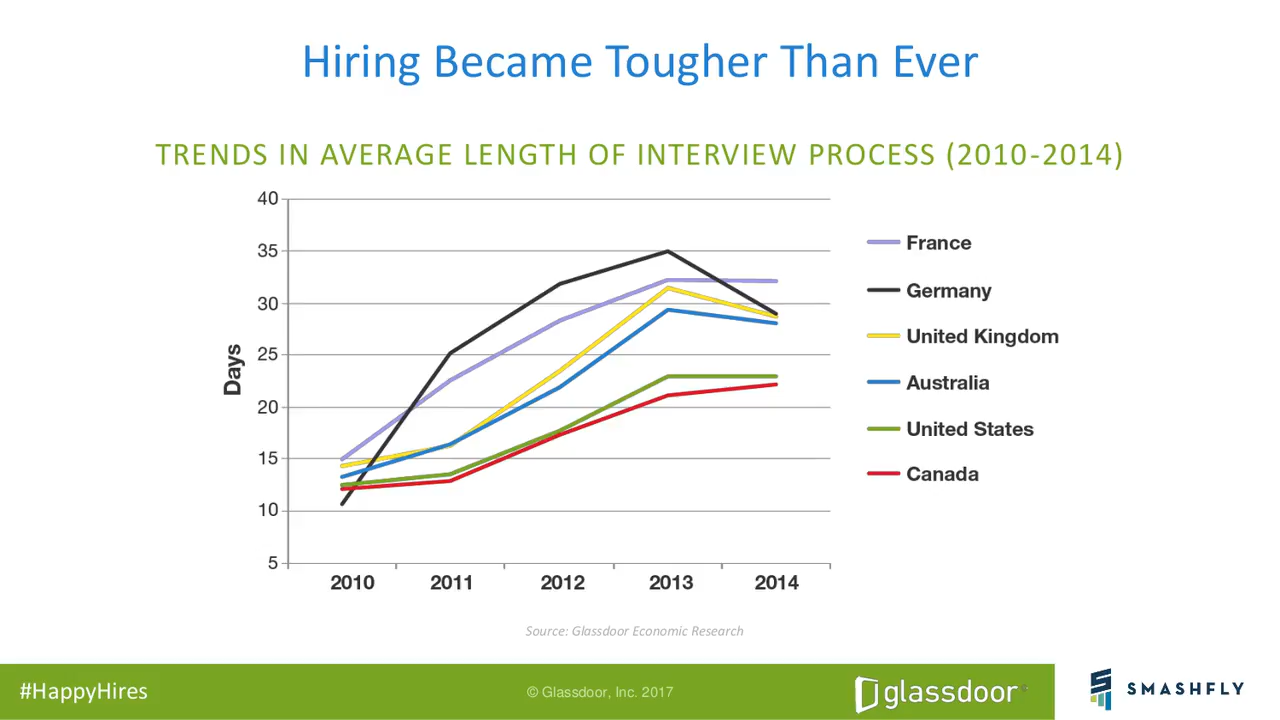 Hiring Became Tougher Than Ever
TRENDS IN AVERAGE LENGTH OF INTERVIEW PROCESS (2010-2014)
40
35
30
25
20
15
10
5
Days
2010 2011 2012 2013 2014
France
Germany
United Kingdom
Australia
United States
Canada
Source: Glassdoor Economic Research
#HappyHires
© Glassdoor, Inc. 2017
glassdoor
SMASHFLY